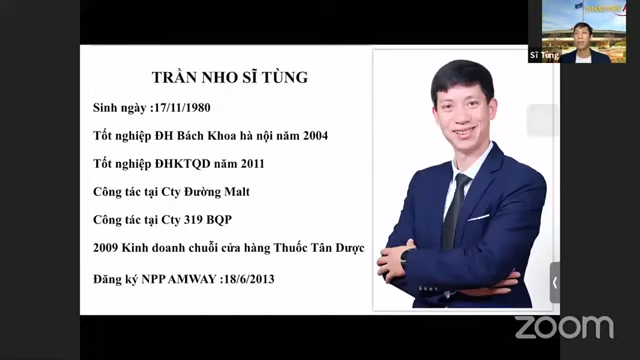 TRẦN NHO SĨ TÙNG
Sinh ngày :17/11/1980
Tốt nghiệp ĐH Bách Khoa hà nội năm 2004
Tốt nghiệp ĐHKTQD năm 2011
Công tác tại Cty Đường Malt
Công tác tại Cty 319 BQP
2009 Kinh doanh chuỗi cửa hàng Thuốc Tân Dược
Đăng ký NPP AMWAY :18/6/2013
Sĩ Tùng
zoom